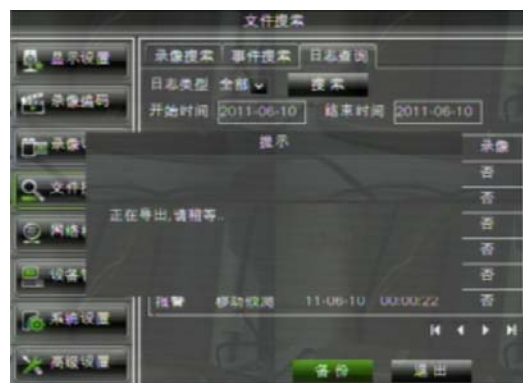 文件搜索
显示设置
录像搜索 事件搜索 日志查询
日志类型 全部 搜索
录像编码
开始时间 2011-06-10 结束时间 2011-06-10
提示
录像
否
文件
否
正在导出,请稍等..
否
网络
否
设备
否
报警 移动侦测 11-06-10 00:00:22 否
系统设置
高级设置
备份 退出